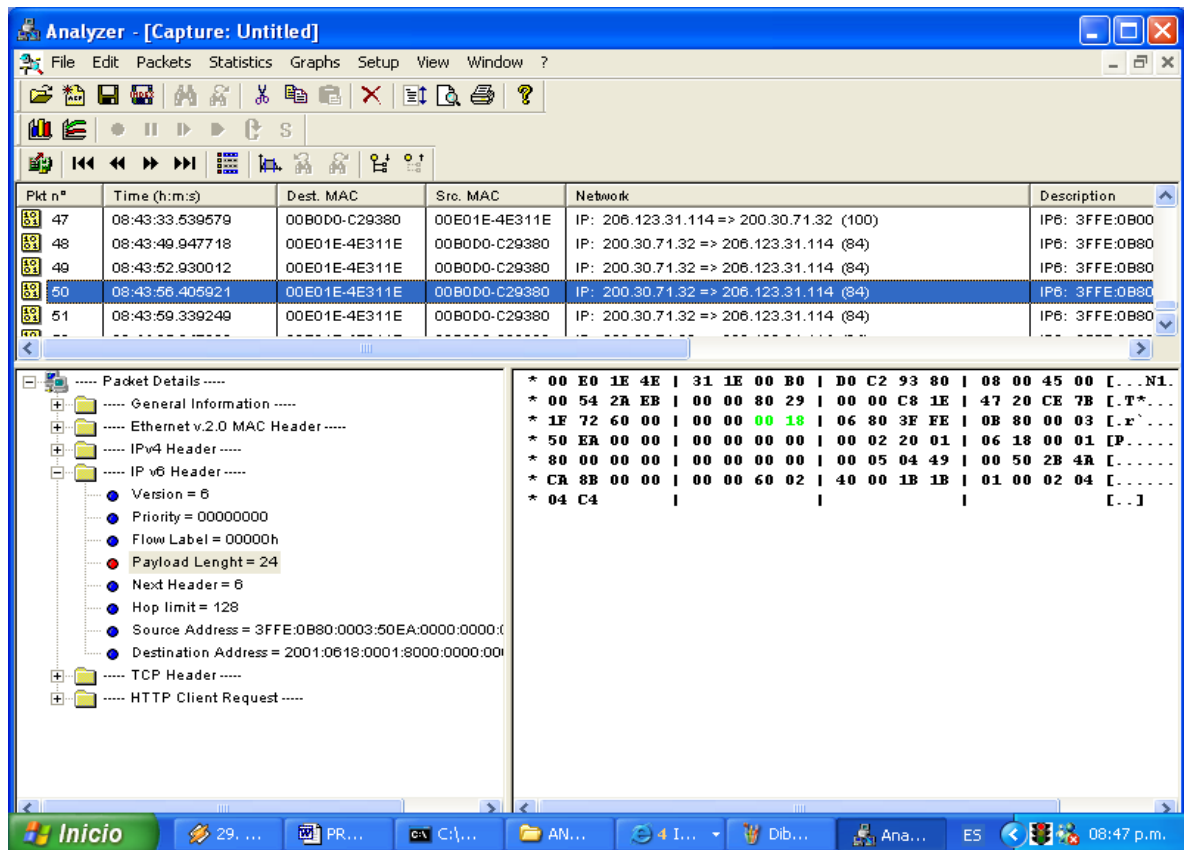 Analyzer - [Capture: Untitled]
File Edit Packets Statistics Graphs Setup View Window ?
S
Pkt nº Time (h:m:s) Dest. MAC Src. MAC Network Description
47 08:43:33.539579 00B0D0-C29380 00E01E-4E311E IP: 206.123.31.114 => 200.30.71.32 (100) IP6: 3FFE:0B00
48 08:43:49.947718 00E01E-4E311E 00B0D0-C29380 IP: 200.30.71.32 => 206.123.31.114 (84) IP6: 3FFE:0B80
49 08:43:52.930012 00E01E-4E311E 00B0D0-C29380 IP: 200.30.71.32 => 206.123.31.114 (84) IP6: 3FFE:0B80
50 08:43:56.405921 00E01E-4E311E 00B0D0-C29380 IP: 200.30.71.32 => 206.123.31.114 (84) IP6: 3FFE:0B80
51 08:43:59.339249 00E01E-4E311E 00B0D0-C29380 IP: 200.30.71.32 => 206.123.31.114 (84) IP6: 3FFE:0B80
----- Packet Details -----
----- General Information -----
----- Ethernet v.2.0 MAC Header -----
----- IPv4 Header -----
----- IP v6 Header -----
Version = 6
Priority = 00000000
Flow Label = 00000h
Payload Lenght = 24
Next Header = 6
Hop limit = 128
Source Address = 3FFE:0B80:0003:50EA:0000:0000:0
Destination Address = 2001:0618:0001:8000:0000:00
----- TCP Header -----
----- HTTP Client Request -----
* 00 E0 1E 4E | 31 1E 00 B0 | D0 C2 93 80 | 08 00 45 00 [...N1.
* 00 54 2A EB | 00 00 80 29 | 00 00 C8 1E | 47 20 CE 7B [.T*...
* 1F 72 60 00 | 00 00 00 18 | 06 80 3F FE | 0B 80 00 03 [.r`...
* 50 EA 00 00 | 00 00 00 00 | 00 02 20 01 | 06 18 00 01 [P.....
* 80 00 00 00 | 00 00 00 00 | 00 05 04 49 | 00 50 2B 4A [......
* CA 8B 00 00 | 00 00 60 02 | 40 00 1B 1B | 01 00 02 04 [......
* 04 C4 | | | [..]
Inicio 29. ... PR... C:\... AN... 4 I... Dib... Ana... ES 08:47 p.m.